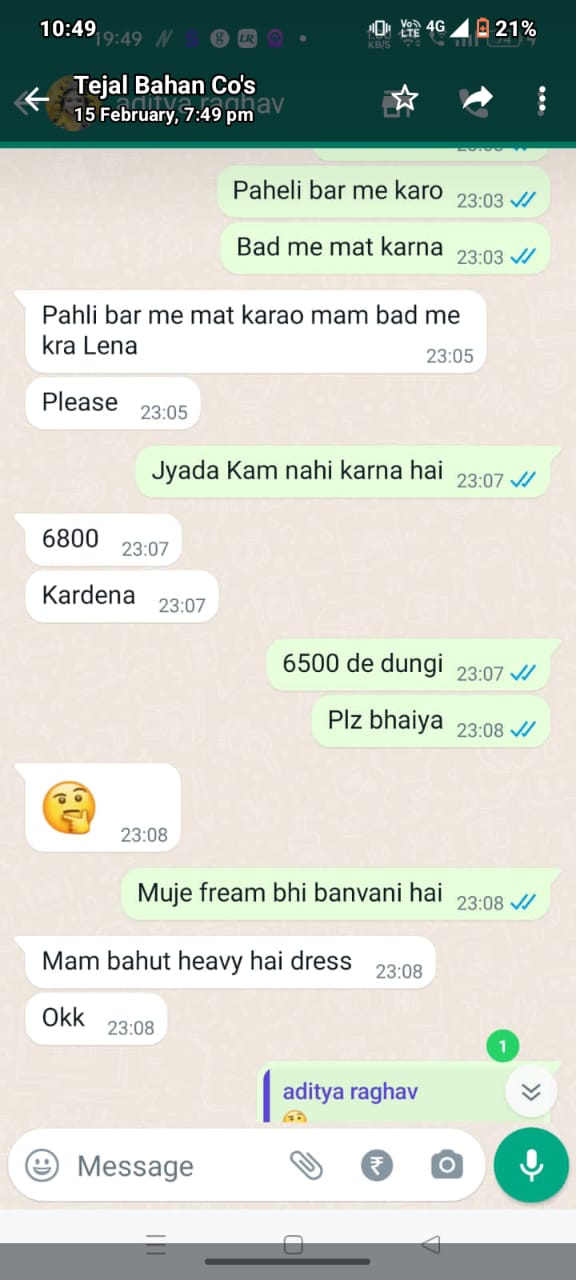 10:49
19:49
LR
KB/S
Vo))
LTE
4G
21%
Tejal Bahan Co's
aditya raghav
15 February, 7:49 pm
Paheli bar me karo 23:03
Bad me mat karna 23:03
Pahli bar me mat karao mam bad me
kra Lena 23:05
Please 23:05
Jyada Kam nahi karna hai 23:07
6800 23:07
Kardena 23:07
6500 de dungi 23:07
Plz bhaiya 23:08
23:08
Muje fream bhi banvani hai 23:08
Mam bahut heavy hai dress 23:08
Okk 23:08
1
aditya raghav
Message
₹